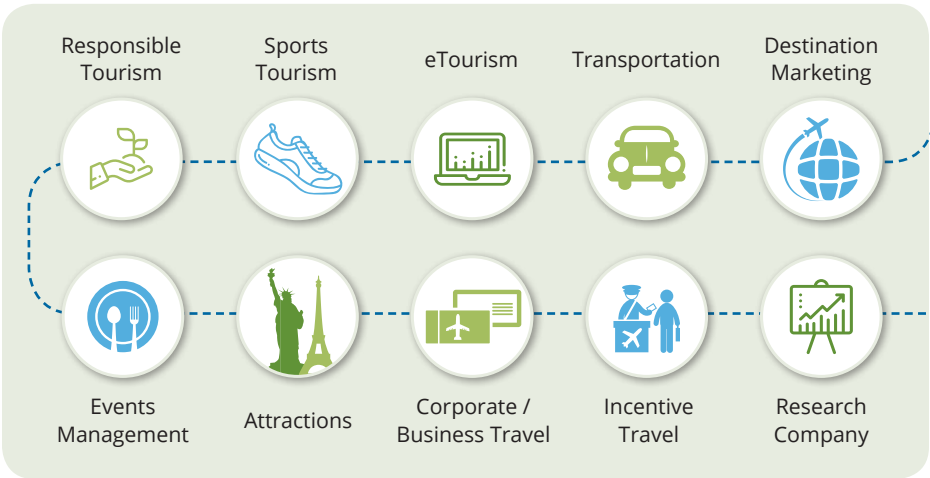 Responsible
Tourism
Sports
Tourism
eTourism
Transportation
Destination
Marketing
Events
Management
Attractions
Corporate /
Business Travel
Incentive
Travel
Research
Company